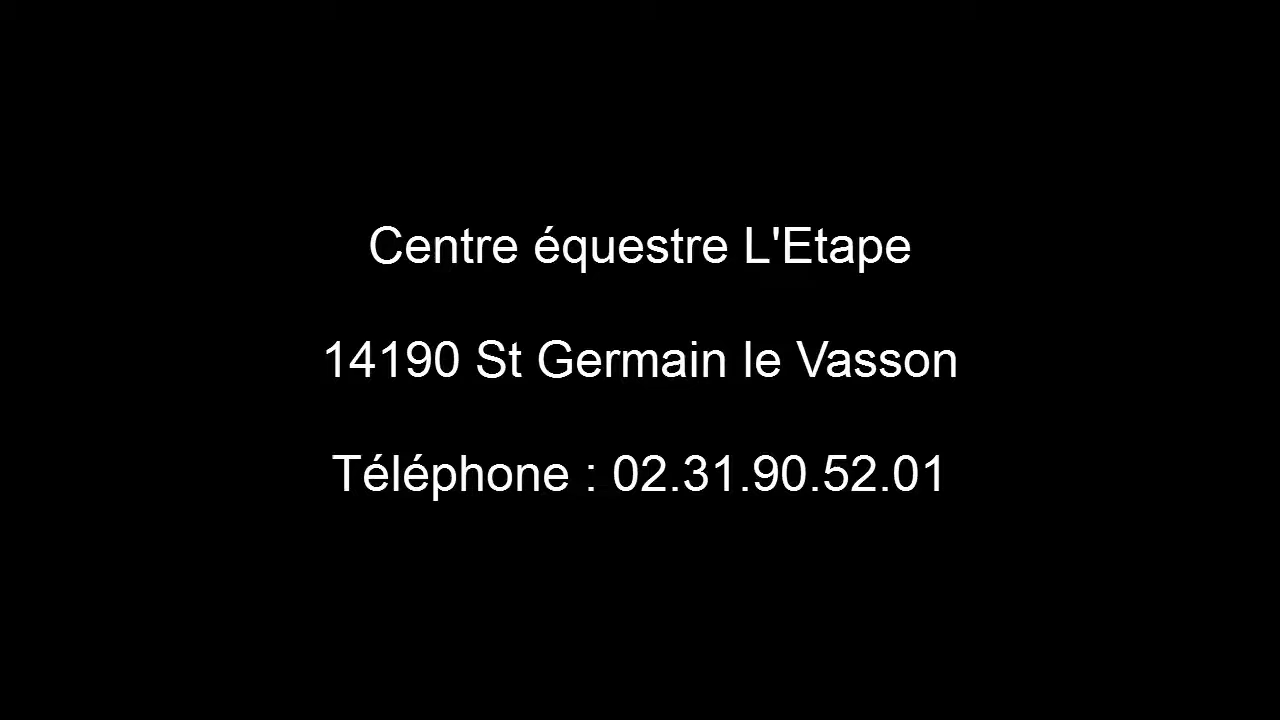 Centre équestre L'Etape
14190 St Germain le Vasson
Téléphone : 02.31.90.52.01